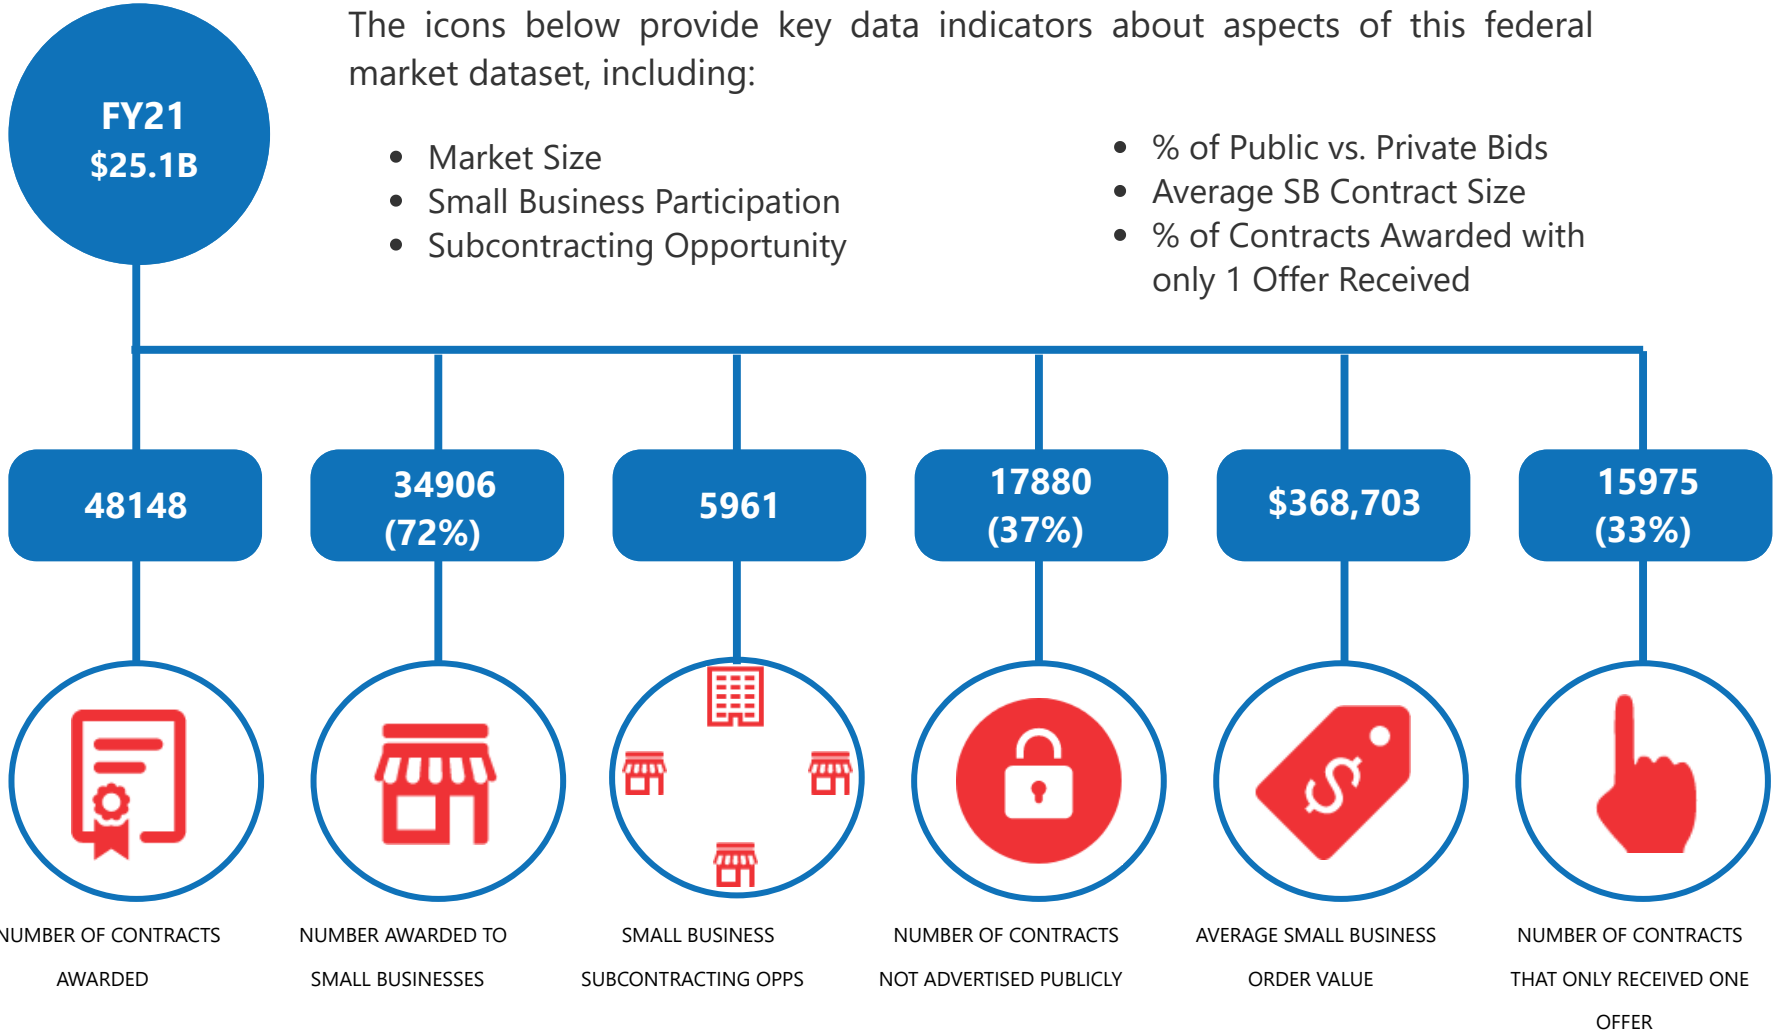 The icons below provide key data indicators about aspects of this federal
market dataset, including:
FY21
$25.1B
• Market Size
• Small Business Participation
• Subcontracting Opportunity
• % of Public vs. Private Bids
• Average SB Contract Size
• % of Contracts Awarded with
only 1 Offer Received
48148
34906
(72%)
5961
17880
(37%)
$368,703
15975
(33%)
NUMBER OF CONTRACTS
AWARDED
NUMBER AWARDED TO
SMALL BUSINESSES
SMALL BUSINESS
SUBCONTRACTING OPPS
NUMBER OF CONTRACTS
NOT ADVERTISED PUBLICLY
AVERAGE SMALL BUSINESS
ORDER VALUE
NUMBER OF CONTRACTS
THAT ONLY RECEIVED ONE
OFFER